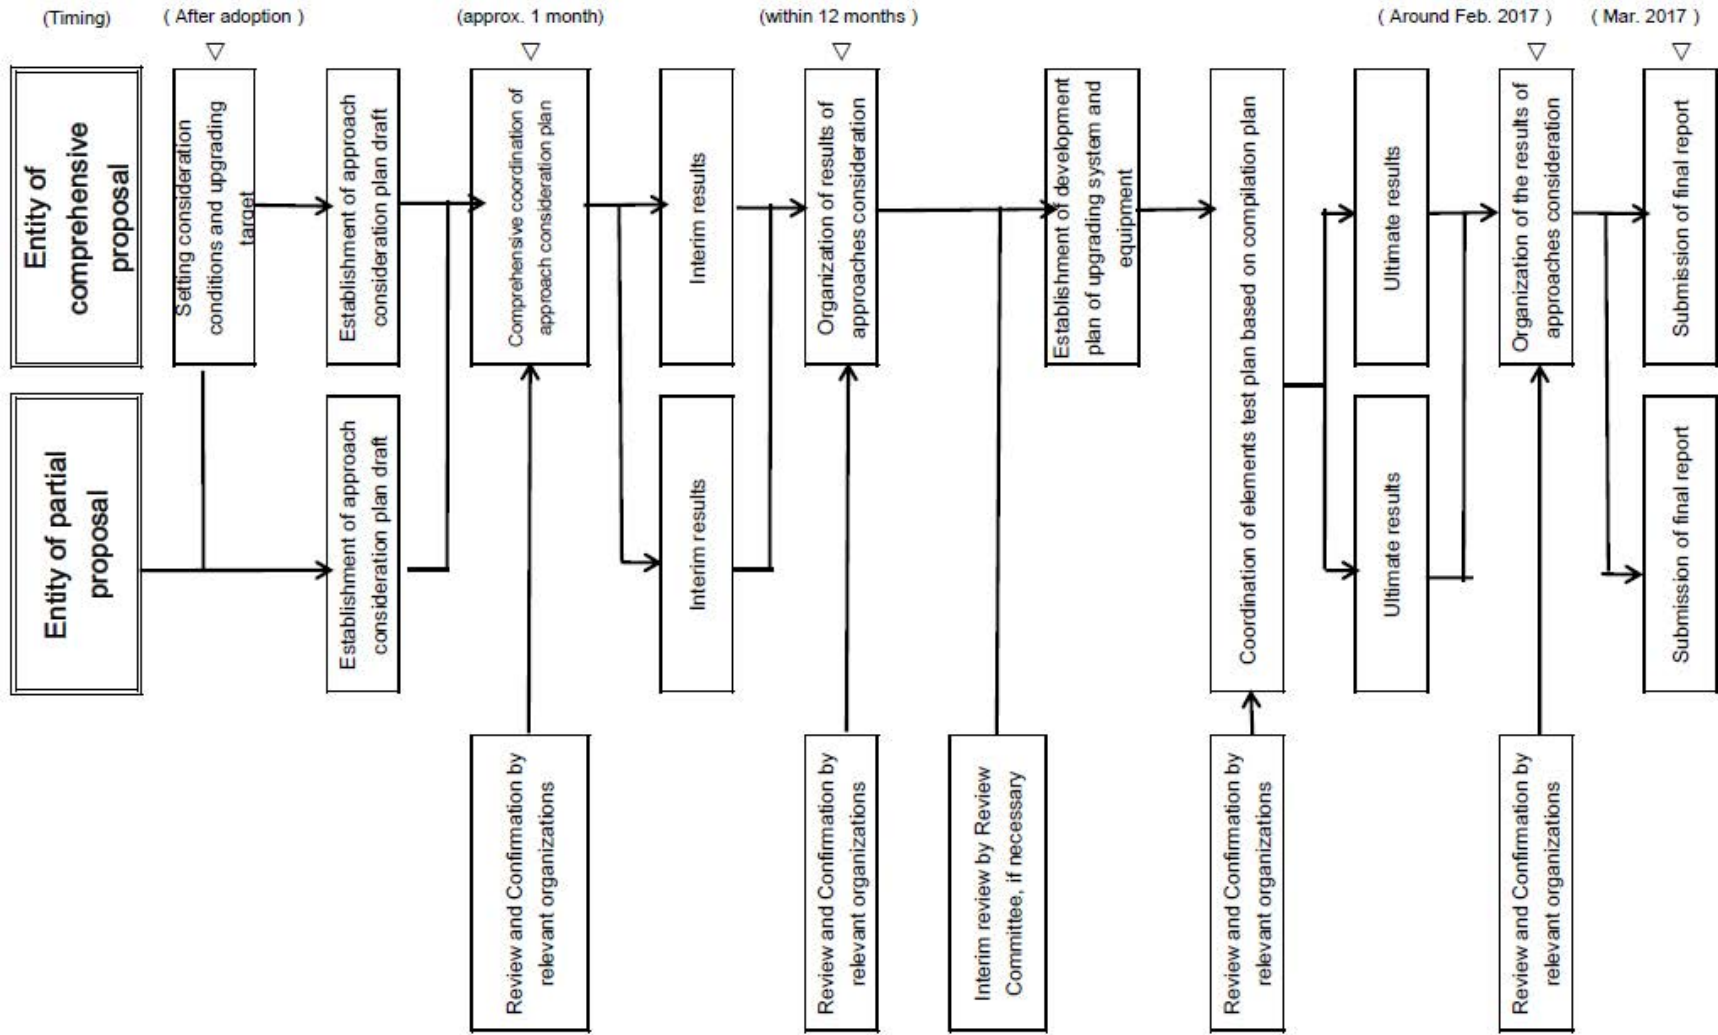 (Timing)
( After adoption )
(approx. 1 month)
(within 12 months )
( Around Feb. 2017 )
( Mar. 2017 )
Entity of
comprehensive
proposal
Setting consideration
conditions and upgrading
target
Establishment of approach
consideration plan draft
Comprehensive coordination of
approach consideration plan
Interim results
Organization of results of
approaches consideration
Establishment of development
plan of upgrading system and
equipment
Coordination of elements test plan based on compilation plan
Ultimate results
Organization of the results of
approaches consideration
Submission of final report
Entity of partial
proposal
Establishment of approach
consideration plan draft
Interim results
Ultimate results
Submission of final report
Review and Confirmation by
relevant organizations
Review and Confirmation by
relevant organizations
Interim review by Review
Committee, if necessary
Review and Confirmation by
relevant organizations
Review and Confirmation by
relevant organizations